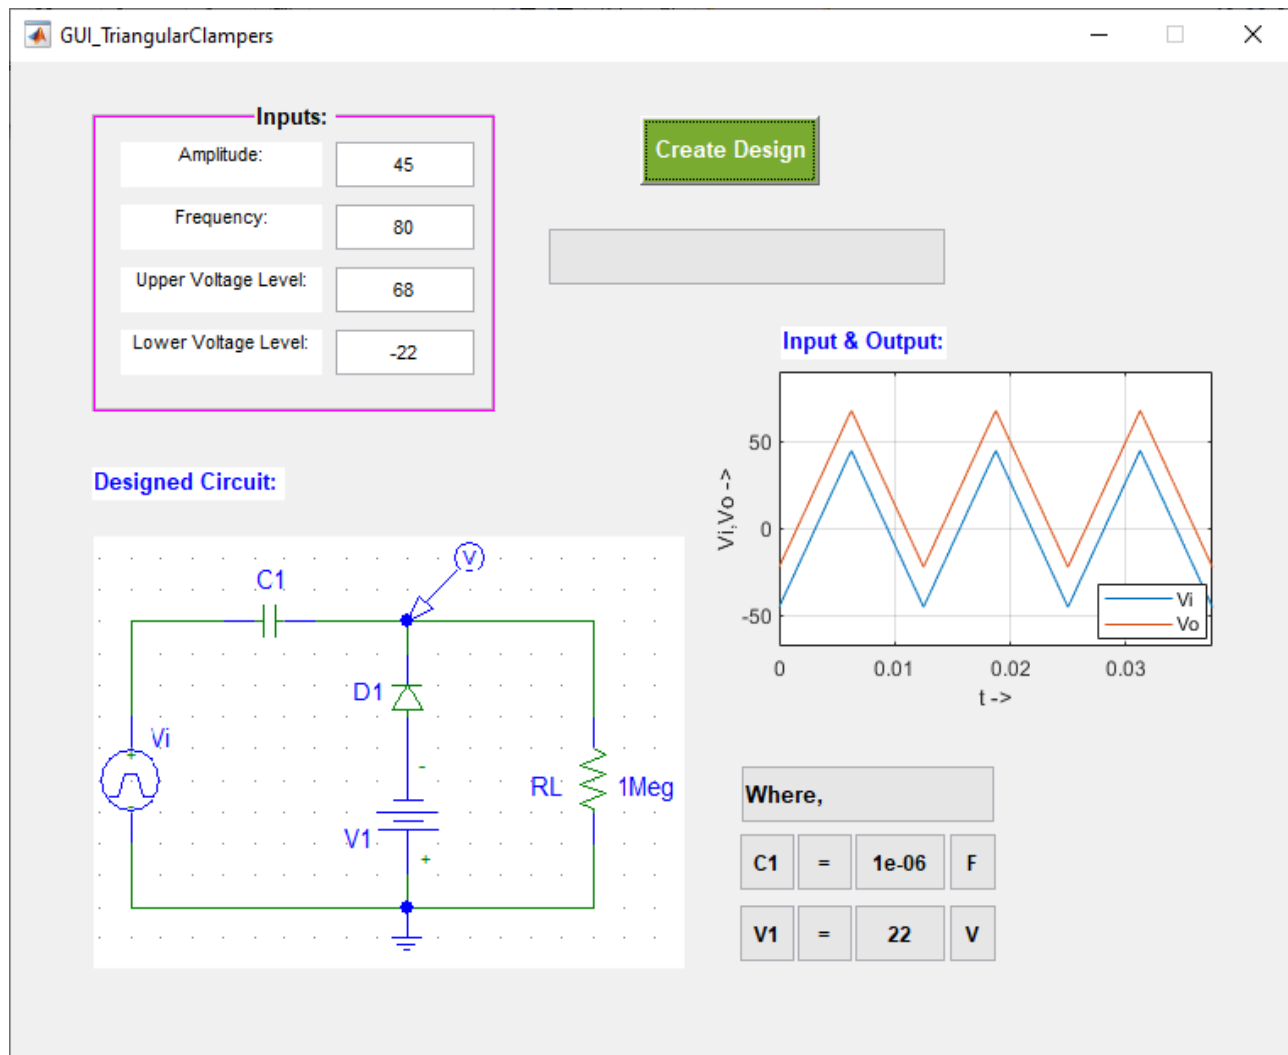 GUI_TriangularClampers
Inputs:
Amplitude:
45
Frequency:
80
Upper Voltage Level:
68
Lower Voltage Level:
-22
Create Design
Input & Output:
50
0
-50
Vi,Vo ->
0
0.01
0.02
0.03
t ->
Vi
Vo
Designed Circuit:
C1
V
D1
Vi
+
-
-
V1
+
RL
1Meg
Where,
C1 = 1e-06 F
V1 = 22 V